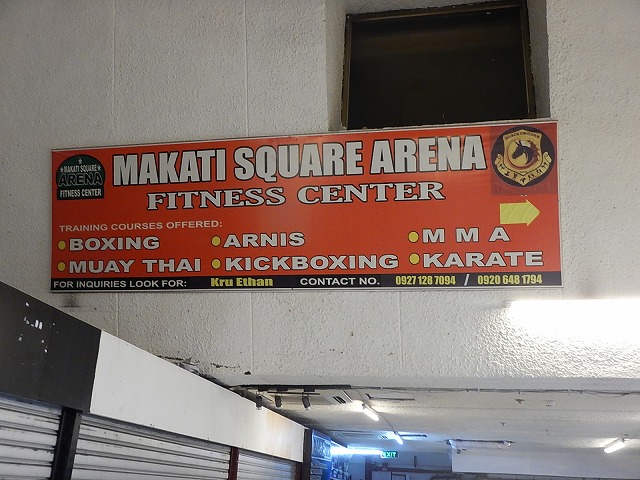 MAKATI SQUARE ARENA
FITNESS CENTER
MAKATI SQUARE
ARENA
FITNESS CENTER
TRAINING COURSES OFFERED:
BOXING ARNIS M M A
MUAY THAI KICKBOXING KARATE
FOR INQUIRIES LOOK FOR: Kru Ethan CONTACT NO. 0927 128 7094 / 0920 648 1794
EXIT